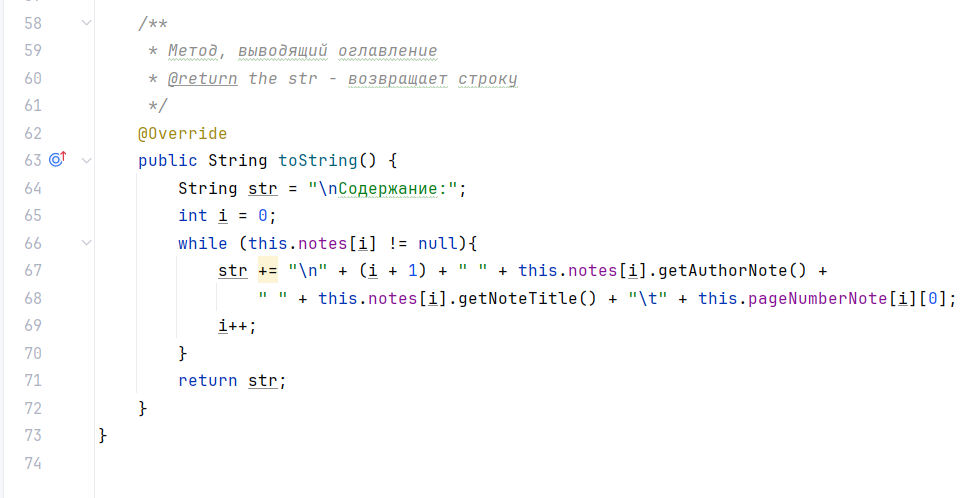 58 /**
59 * Метод, выводящий оглавление
60 * @return the str - возвращает строку
61 */
62 @Override
63 public String toString() {
64 String str = "\nСодержание:";
65 int i = 0;
66 while (this.notes[i] != null){
67 str += "\n" + (i + 1) + " " + this.notes[i].getAuthorNote() +
68 " " + this.notes[i].getNoteTitle() + "\t" + this.pageNumberNote[i][0];
69 i++;
70 }
71 return str;
72 }
73 }
74